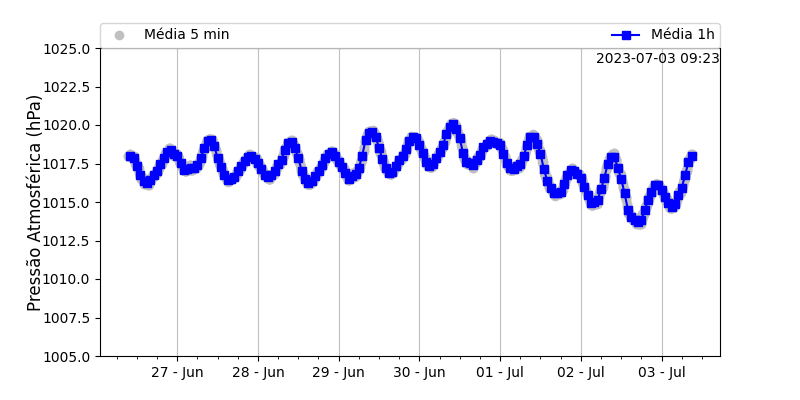 Média 5 min
Média 1h
2023-07-03 09:23
Pressão Atmosférica (hPa)
1025.0
1022.5
1020.0
1017.5
1015.0
1012.5
1010.0
1007.5
1005.0
27 - Jun
28 - Jun
29 - Jun
30 - Jun
01 - Jul
02 - Jul
03 - Jul